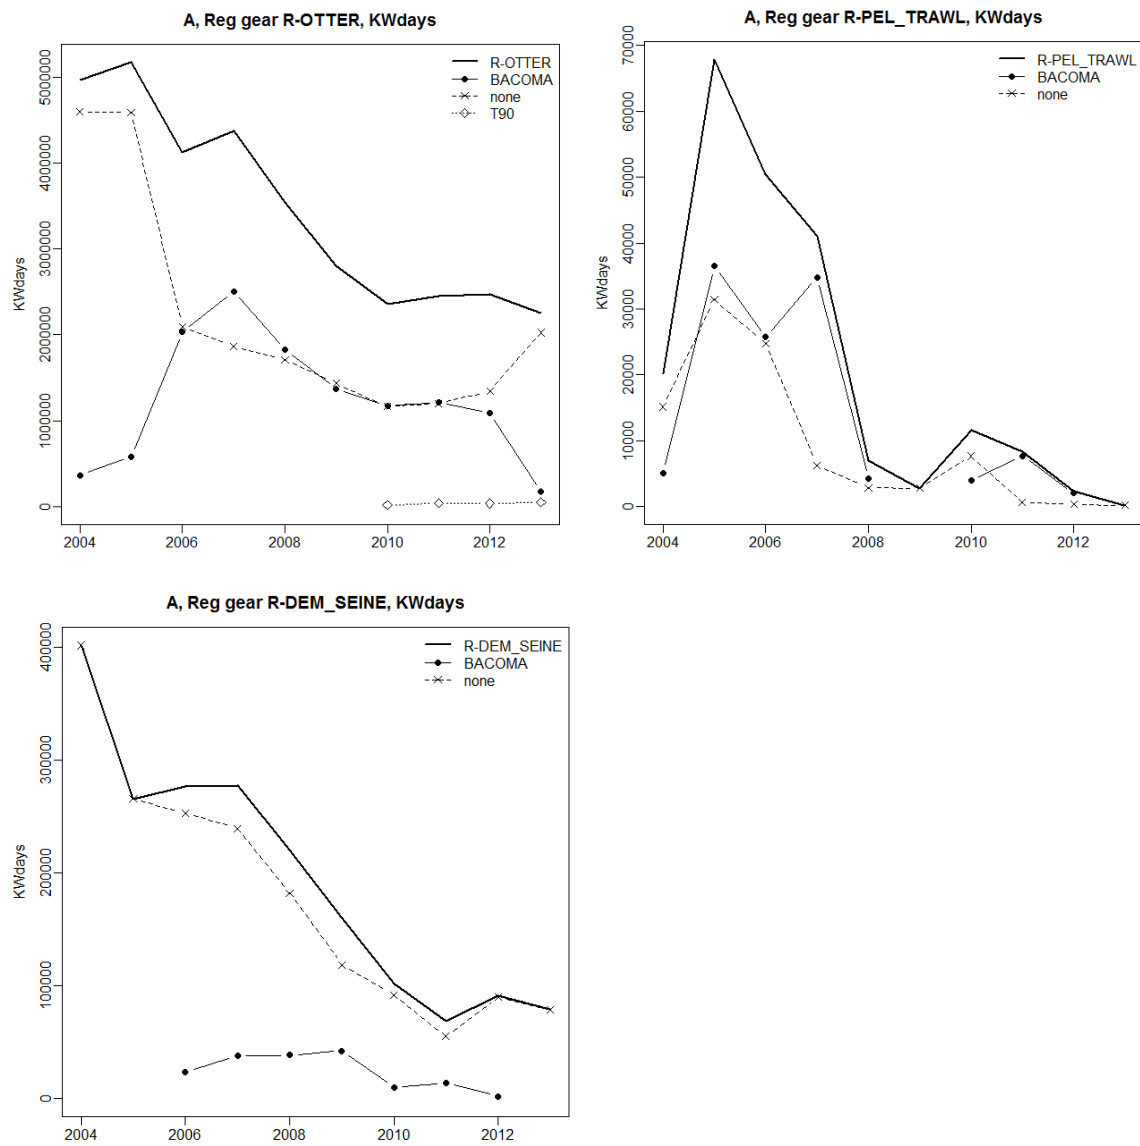 A, Reg gear R-OTTER, KWdays
R-OTTER
BACOMA
none
T90
KWdays
5000000
4000000
3000000
2000000
1000000
0
2004 2006 2008 2010 2012
A, Reg gear R-PEL_TRAWL, KWdays
R-PEL_TRAWL
BACOMA
none
KWdays
70000
60000
50000
40000
30000
20000
10000
0
2004 2006 2008 2010 2012
A, Reg gear R-DEM_SEINE, KWdays
R-DEM_SEINE
BACOMA
none
KWdays
400000
300000
200000
100000
0
2004 2006 2008 2010 2012